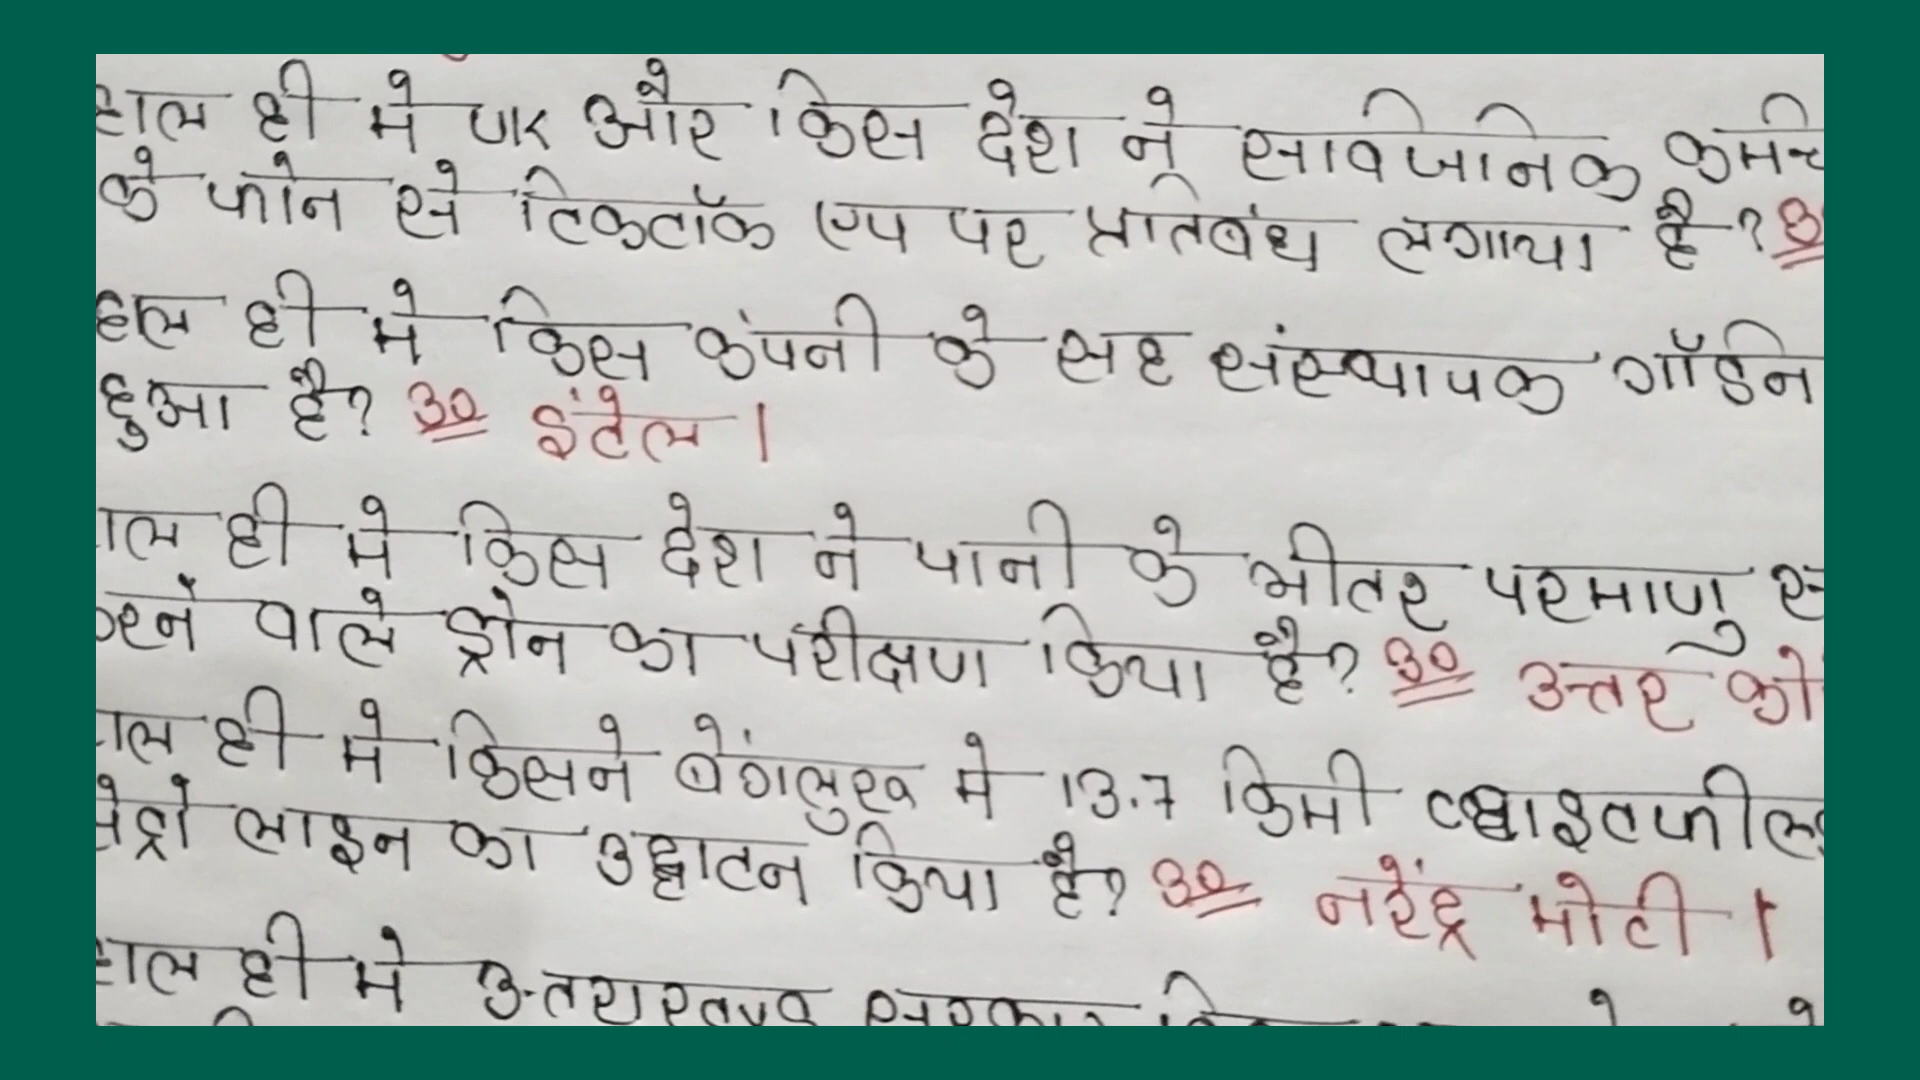 हाल ही मे पार और किस देश ने सार्वजनिक
के फोन से टिकटॉक एप पर प्रतिबंध लगाया है? उ
हाल ही मे किस कंपनी के सह संस्थापक गॉर्डन
हुआ है? उ० इंटेल ।
हाल ही मे किस देश ने पानी के भीतर परमाणु
करने वाले ड्रोन का परीक्षण किया है? उ० उत्तर को
हाल ही मे किसने बेंगलुरु मे 13.7 किमी व्हाइटफील्ड
मेट्रो लाइन का उद्घाटन किया है? उ० नरेंद्र मोदी ।
हाल ही मे उत्तराखण्ड सरकार